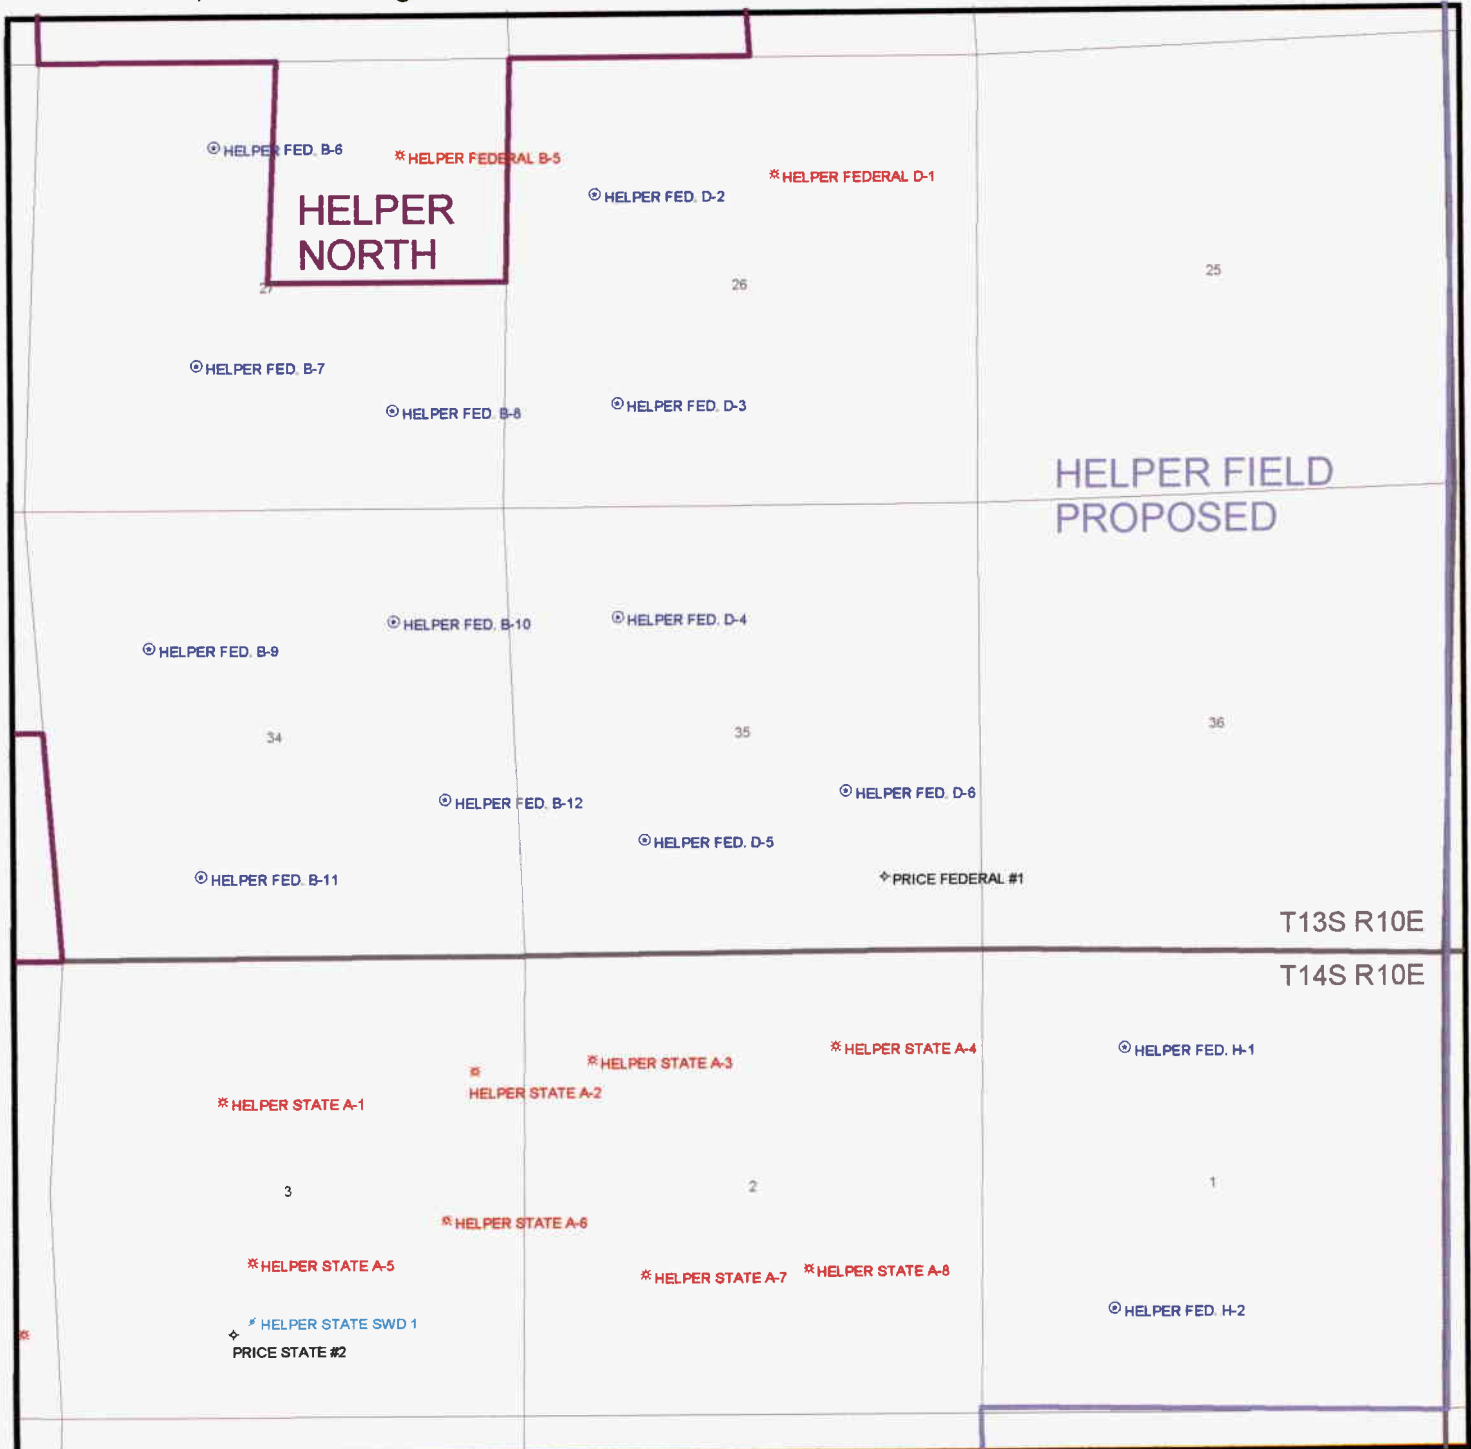 HELPER FED. B-6
HELPER FEDERAL B-5
HELPER FEDERAL D-1
HELPER FED. D-2
HELPER
NORTH
27
26
25
HELPER FED. B-7
HELPER FED. B-8
HELPER FED. D-3
HELPER FIELD
PROPOSED
HELPER FED. B-10
HELPER FED. D-4
HELPER FED. B-9
34
35
36
HELPER FED. B-12
HELPER FED. D-6
HELPER FED. D-5
HELPER FED. B-11
PRICE FEDERAL #1
T13S R10E
T14S R10E
HELPER STATE A-4
HELPER FED. H-1
HELPER STATE A-3
HELPER STATE A-2
HELPER STATE A-1
3
2
1
HELPER STATE A-6
HELPER STATE A-5
HELPER STATE A-7
HELPER STATE A-8
HELPER FED. H-2
HELPER STATE SWD 1
PRICE STATE #2